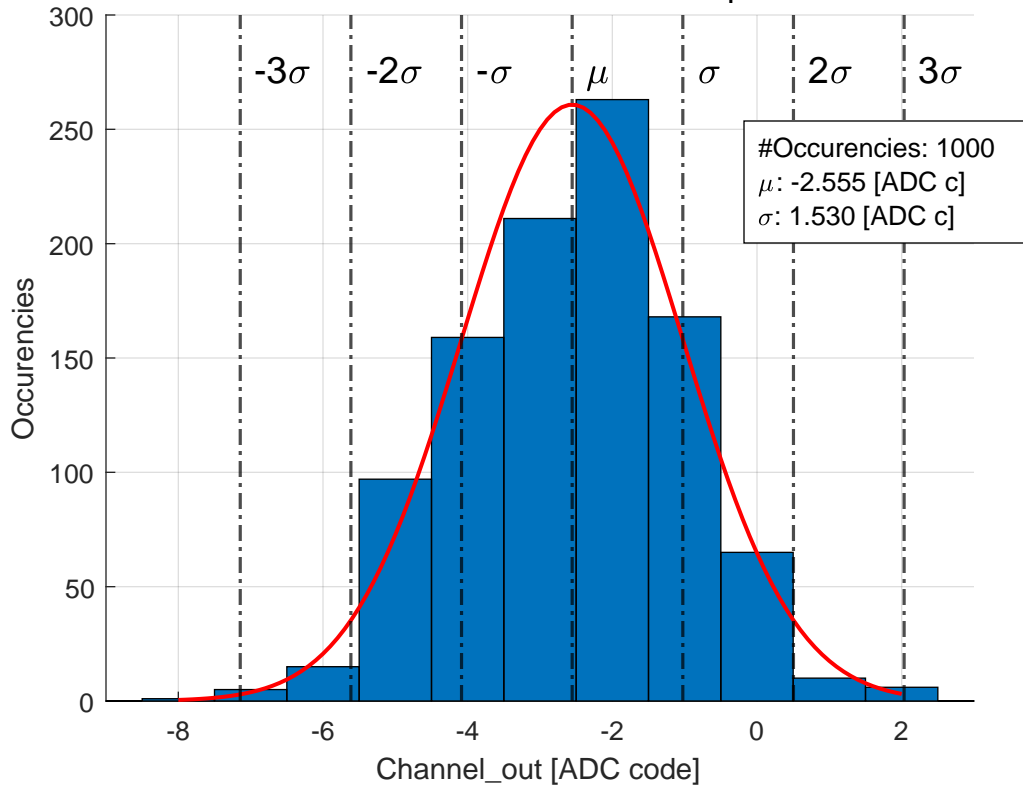 300
-3σ -2σ -σ μ σ 2σ 3σ
250
#Occurencies: 1000
μ: -2.555 [ADC c]
σ: 1.530 [ADC c]
200
150
100
50
0
Occurencies
-8 -6 -4 -2 0 2
Channel_out [ADC code]